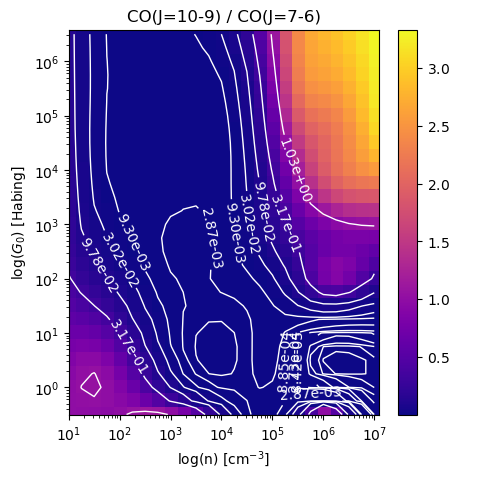 CO(J=10-9) / CO(J=7-6)
log(G₀) [Habing]
10⁶
10⁵
10⁴
10³
10²
10¹
10⁰
10¹ 10² 10³ 10⁴ 10⁵ 10⁶ 10⁷
log(n) [cm⁻³]
3.0
2.5
2.0
1.5
1.0
0.5
1.03e+00
3.17e-01
9.78e-02
3.02e-02
9.30e-03
2.87e-03
9.30e-03
3.02e-02
9.78e-02
3.17e-01
8.85e-04
2.87e-03